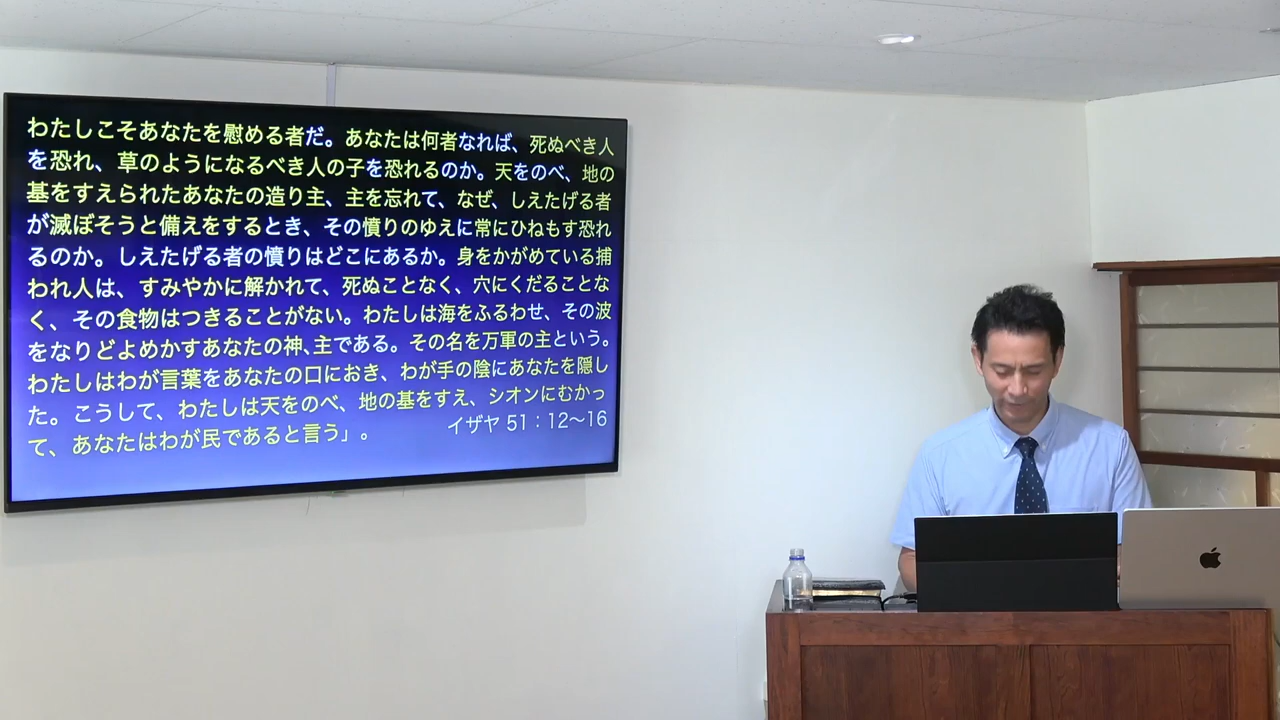 わたしこそあなたを慰める者だ。あなたは何者なれば、死ぬべき人
を恐れ、草のようになるべき人の子を恐れるのか。天をのべ、地の
基をすえられたあなたの造り主、主を忘れて、なぜ、しえたげる者
が滅ぼそうと備えをするとき、その憤りのゆえに常にひねもす恐れ
るのか。しえたげる者の憤りはどこにあるか。身をかがめている捕
われ人は、すみやかに解かれて、死ぬことなく、穴にくだることな
く、その食物はつきることがない。わたしは海をふるわせ、その波
をなりどよめかすあなたの神、主である。その名を万軍の主という。
わたしはわが言葉をあなたの口におき、わが手の陰にあなたを隠し
た。こうして、わたしは天をのべ、地の基をすえ、シオンにむかっ
て、あなたはわが民であると言う」。
イザヤ 51：12〜16